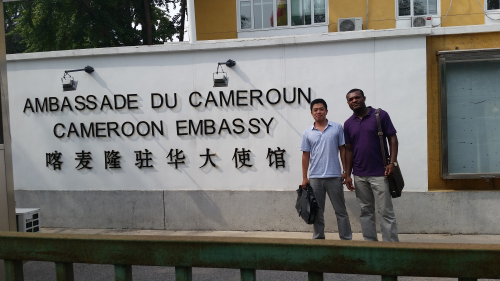 AMBASSADE DU CAMEROUN
CAMEROON EMBASSY
喀麦隆驻华大使馆